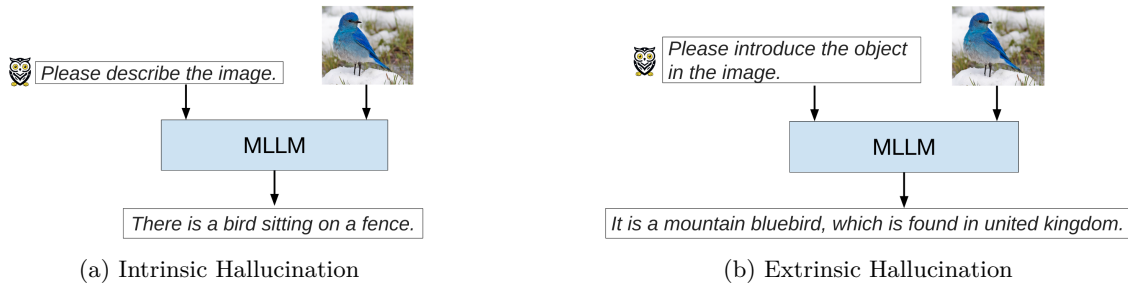 Please describe the image.
MLLM
There is a bird sitting on a fence.
(a) Intrinsic Hallucination
Please introduce the object
in the image.
MLLM
It is a mountain bluebird, which is found in united kingdom.
(b) Extrinsic Hallucination